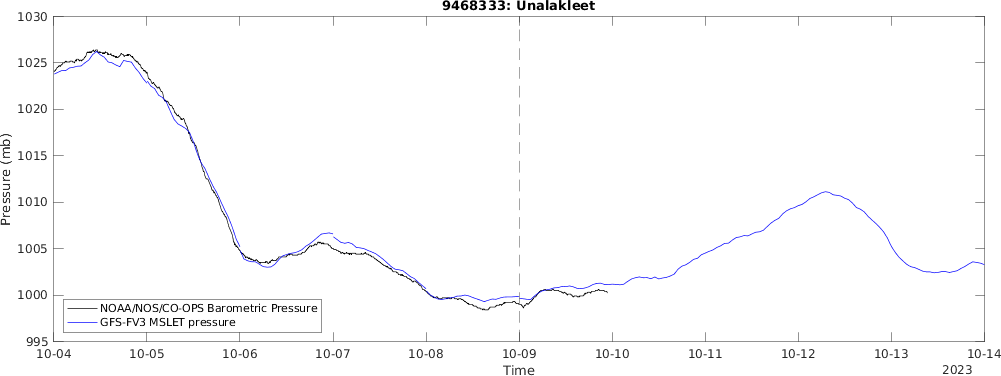 9468333: Unalakleet
1030
1025
1020
1015
1010
1005
1000
995
Pressure (mb)
NOAA/NOS/CO-OPS Barometric Pressure
GFS-FV3 MSLET pressure
10-04 10-05 10-06 10-07 10-08 10-09 10-10 10-11 10-12 10-13 10-14
Time
2023